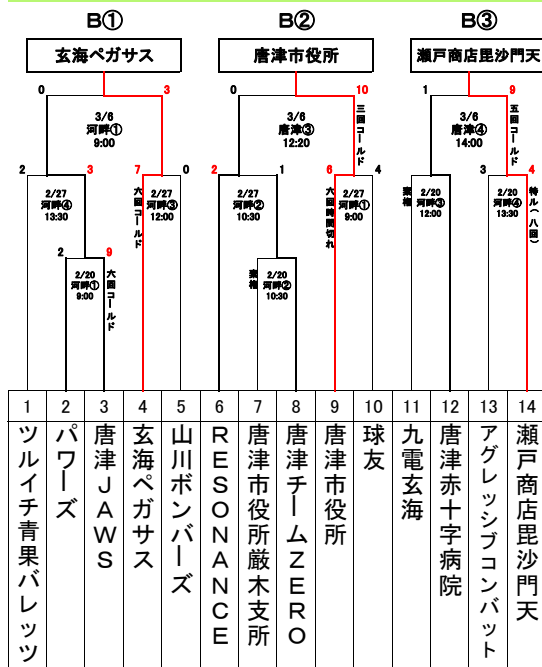 B①
B②
B③
玄海ペガサス
唐津市役所
瀬戸商店毘沙門天
0
3
0
10
1
9
3/6
河畔①
9:00
3/6
唐津③
12:20
三回コールド
3/6
唐津④
14:00
五回コールド
2
3
7
0
2
1
6
4
3
4
2/27
河畔④
13:30
六回コールド
2/27
河畔③
12:00
2/27
河畔②
10:30
六回時間切れ
2/27
河畔①
9:00
棄権
2/20
河畔③
12:00
2/20
河畔④
13:30
特ル(八回)
2
9
2/20
河畔①
9:00
六回コールド
棄権
2/20
河畔②
10:30
1
2
3
4
5
6
7
8
9
10
11
12
13
14
ツルイチ青果バレッツ
パワーズ
唐津JAWS
玄海ペガサス
山川ボンバーズ
RESONANCE
唐津市役所厳木支所
唐津チームZERO
唐津市役所
球友
九電玄海
唐津赤十字病院
アグレッシブコンバット
瀬戸商店毘沙門天